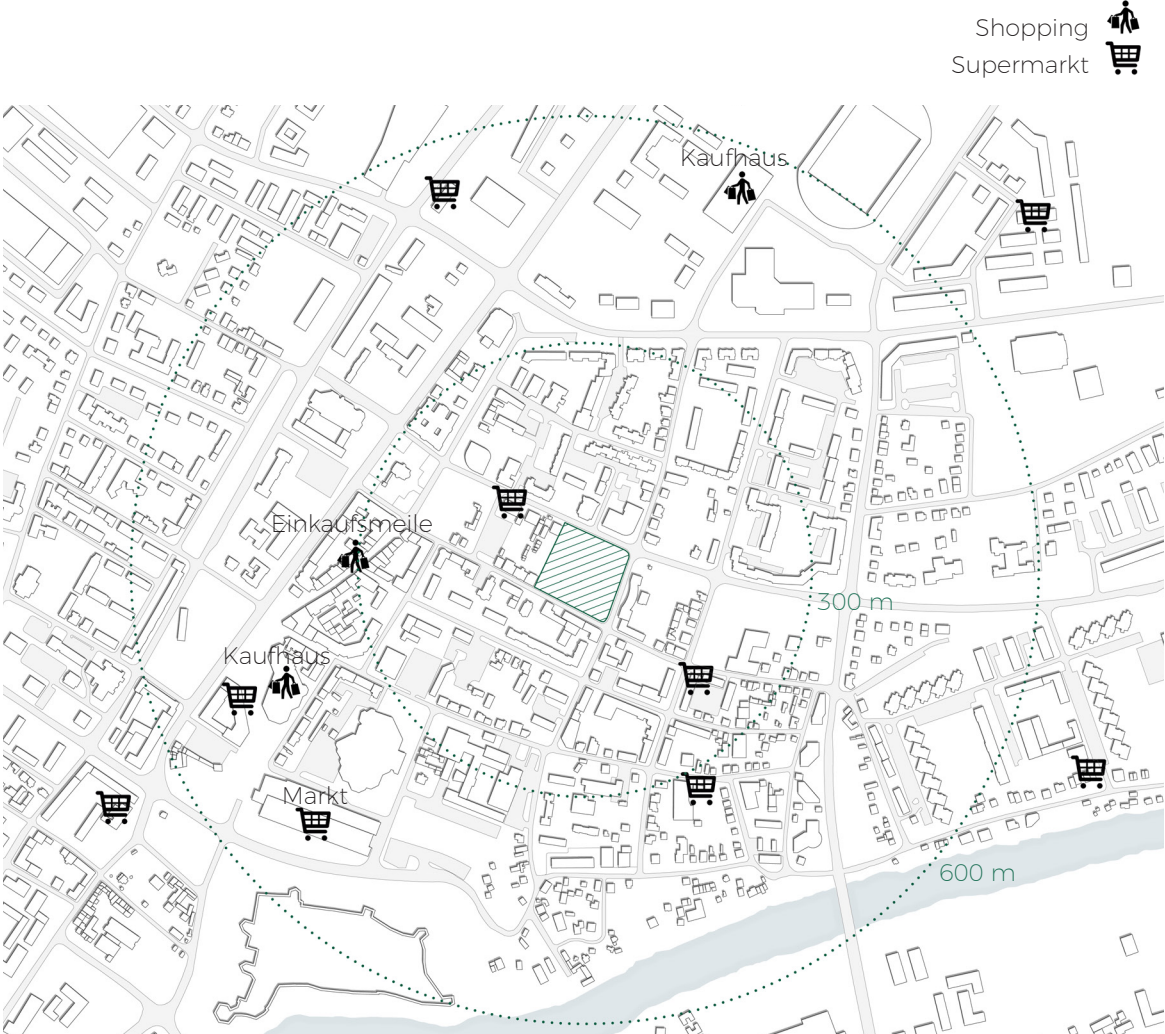 Shopping
Supermarkt
Kaufhaus
Einkaufsmeile
300 m
Kaufhaus
Markt
600 m